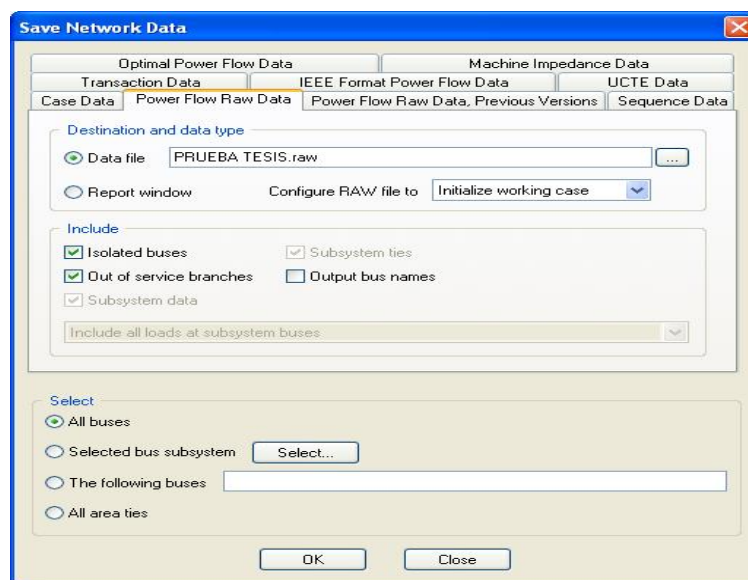 Save Network Data
Optimal Power Flow Data Machine Impedance Data
Transaction Data IEEE Format Power Flow Data UCTE Data
Case Data Power Flow Raw Data Power Flow Raw Data, Previous Versions Sequence Data
Destination and data type
Data file PRUEBA TESIS.raw ...
Report window Configure RAW file to Initialize working case
Include
Isolated buses Subsystem ties
Out of service branches Output bus names
Subsystem data
Include all loads at subsystem buses
Select
All buses
Selected bus subsystem Select...
The following buses
All area ties
OK Close